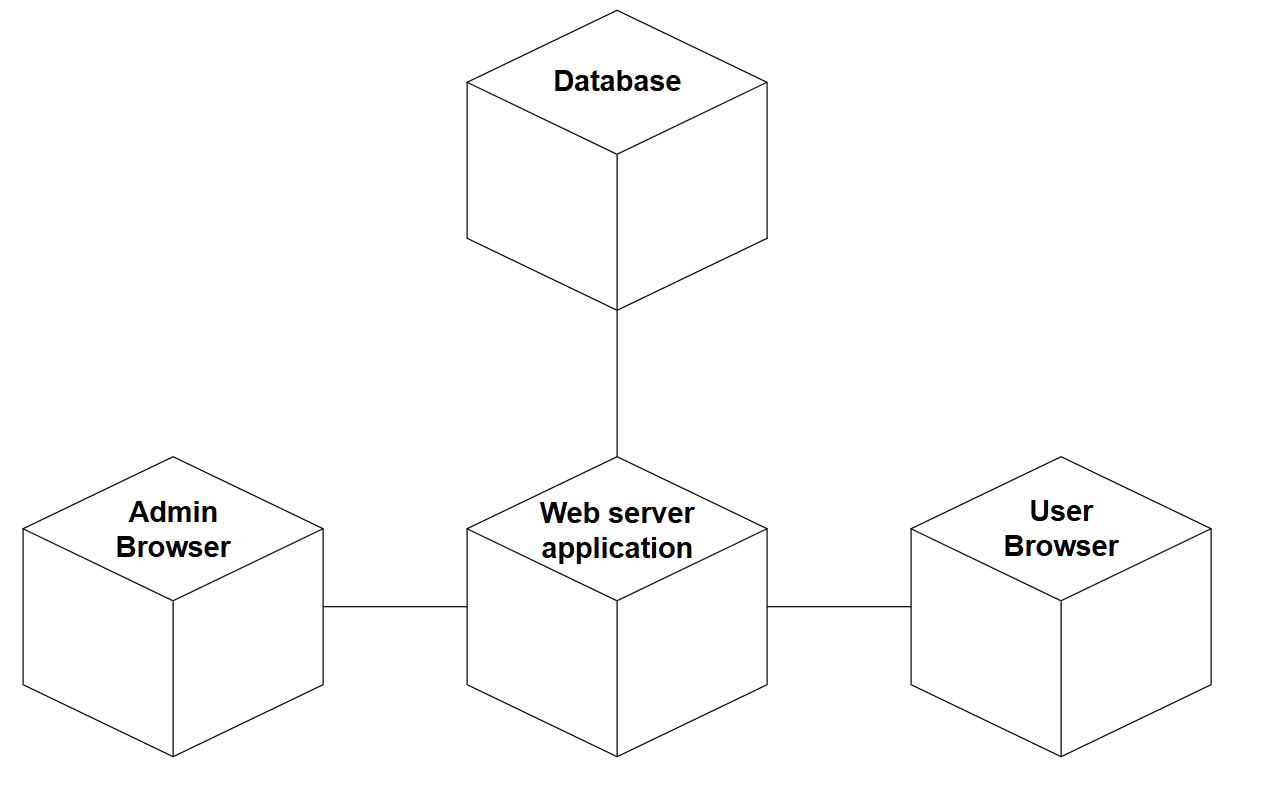 Database
Admin
Browser
Web server
application
User
Browser